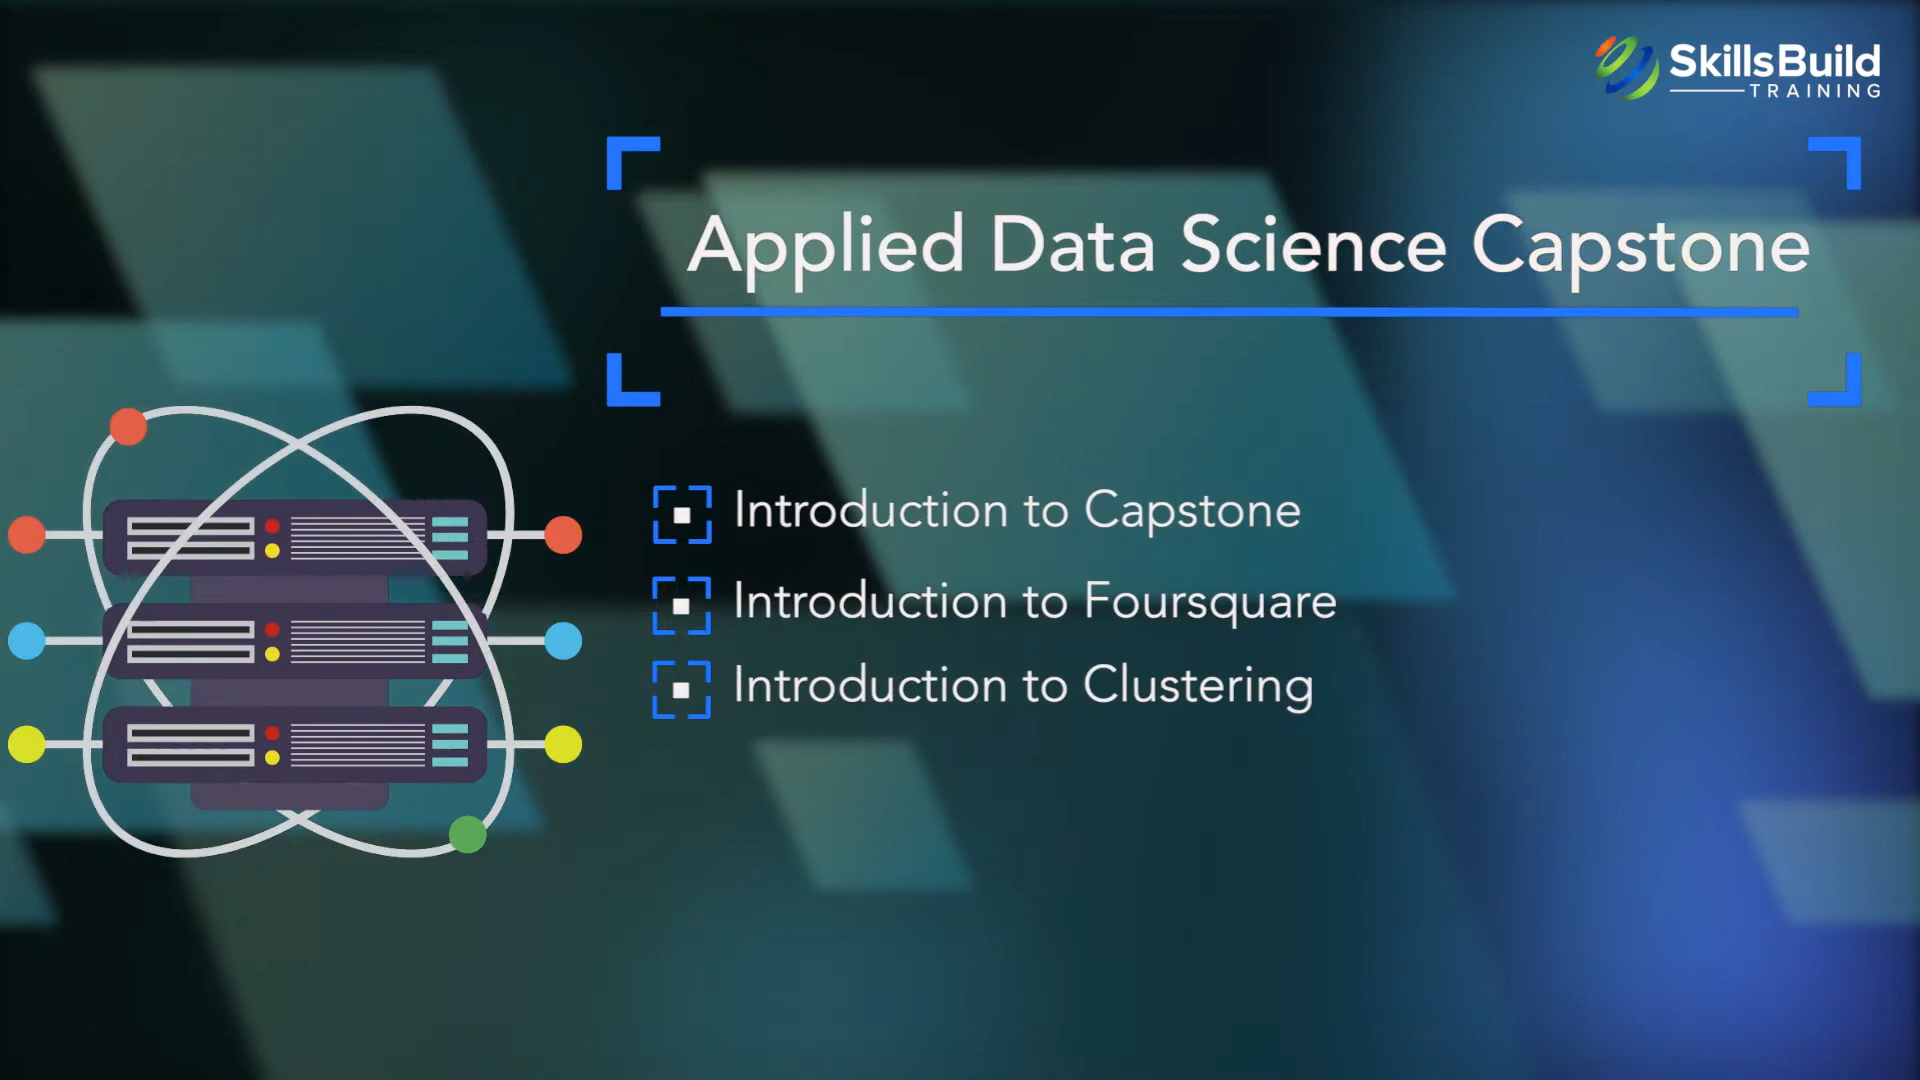 SkillsBuild
TRAINING
Applied Data Science Capstone
Introduction to Capstone
Introduction to Foursquare
Introduction to Clustering